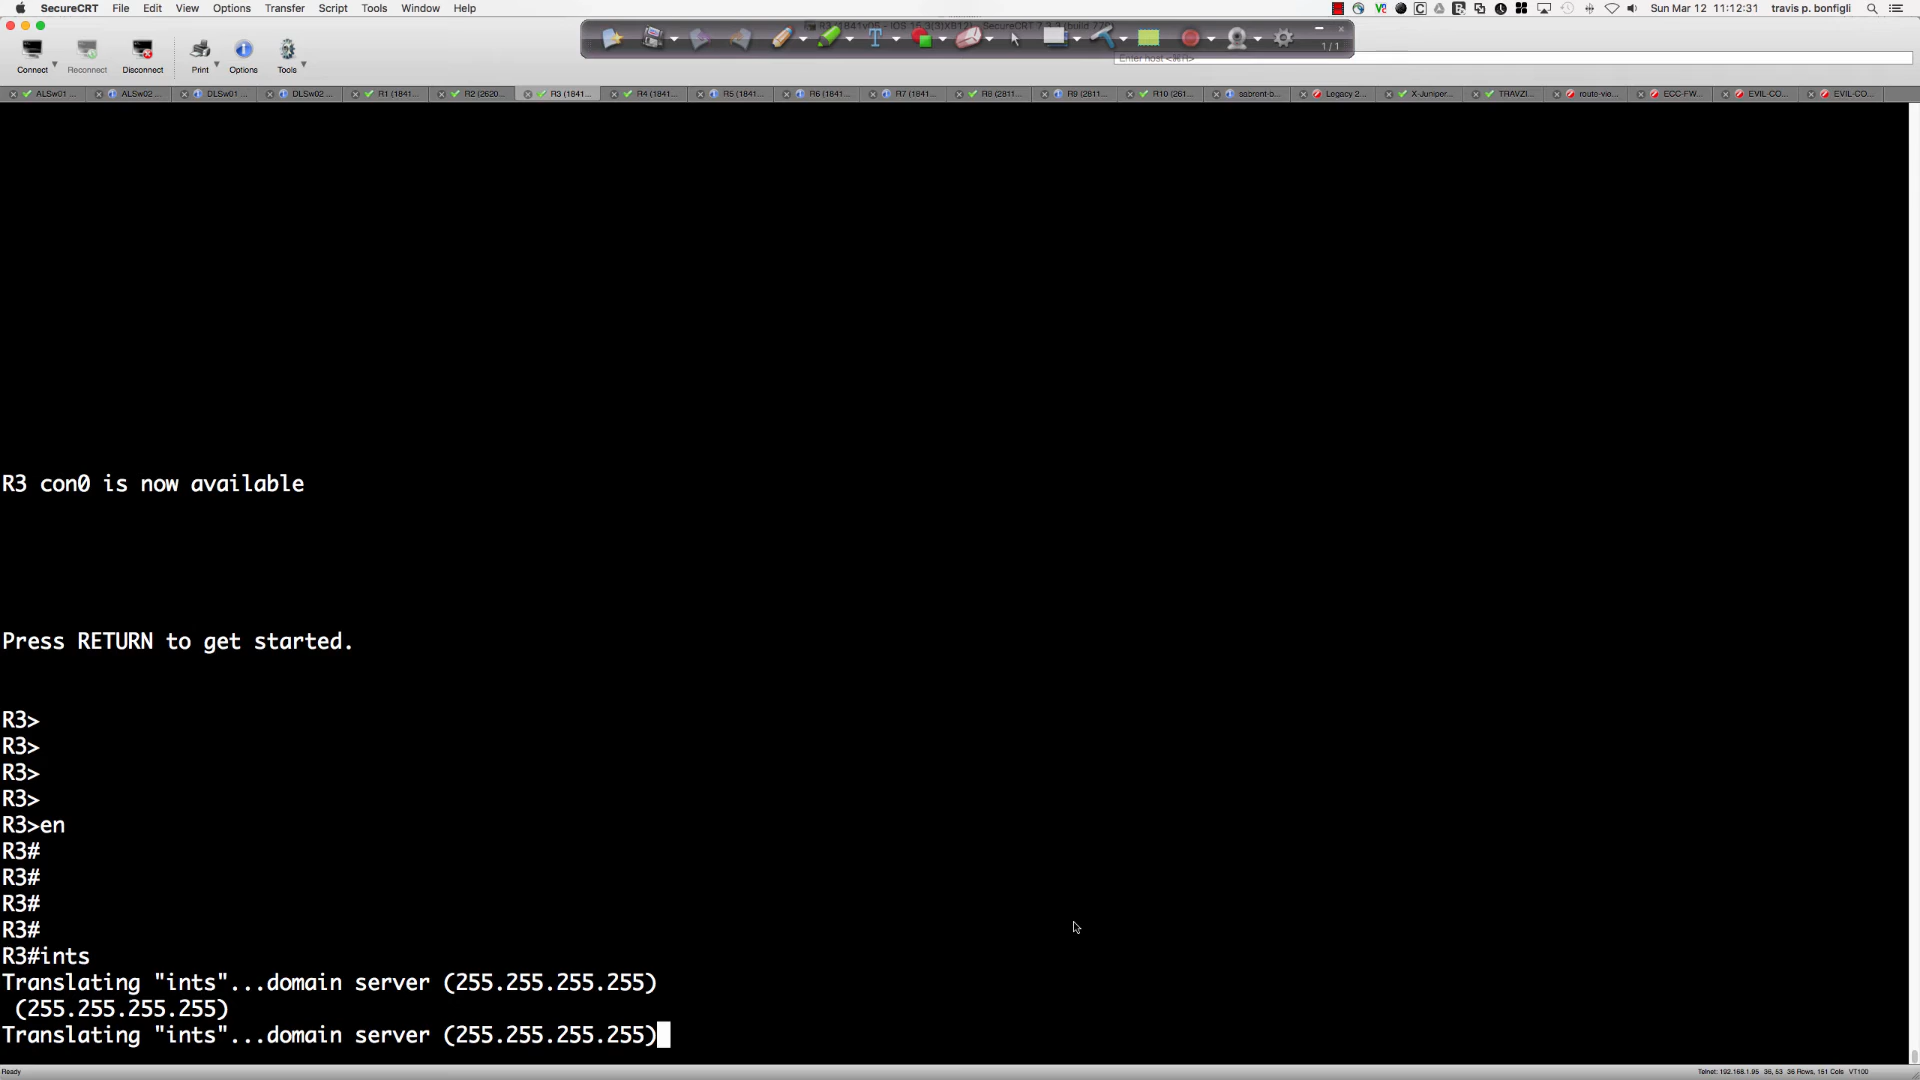 SecureCRT File Edit View Options Transfer Script Tools Window Help
Sun Mar 12 11:12:31 travis p. bonfigli
1/1
Enter host <⌘R>
Connect Reconnect Disconnect Print Options Tools
ALSw01 ... ALSw02... DLSw01 ... DLSw02 ... R1 (1841... R2 (2620... R3 (1841... R4 (1841... R5 (1841... R6 (1841... R7 (1841... R8 (2811... R9 (2811... R10 (261... sabrent-b... Legacy 2... X-Juniper... TRAVZI... route-vie... ECC-FW... EVIL-CO... EVIL-CO...
R3 con0 is now available
Press RETURN to get started.
R3>
R3>
R3>
R3>
R3>en
R3#
R3#
R3#
R3#
R3#ints
Translating "ints"...domain server (255.255.255.255)
(255.255.255.255)
Translating "ints"...domain server (255.255.255.255)
Ready
Telnet: 192.168.1.95 36, 53 36 Rows, 151 Cols VT100